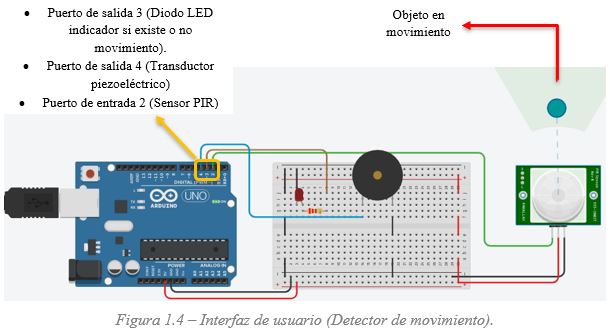 • Puerto de salida 3 (Diodo LED
indicador si existe o no
movimiento).
• Puerto de salida 4 (Transductor
piezoeléctrico)
• Puerto de entrada 2 (Sensor PIR)
Objeto en
movimiento
DIGITAL (PWM~)
ARDUINO
UNO
POWER
ANALOG IN
Figura 1.4 – Interfaz de usuario (Detector de movimiento).